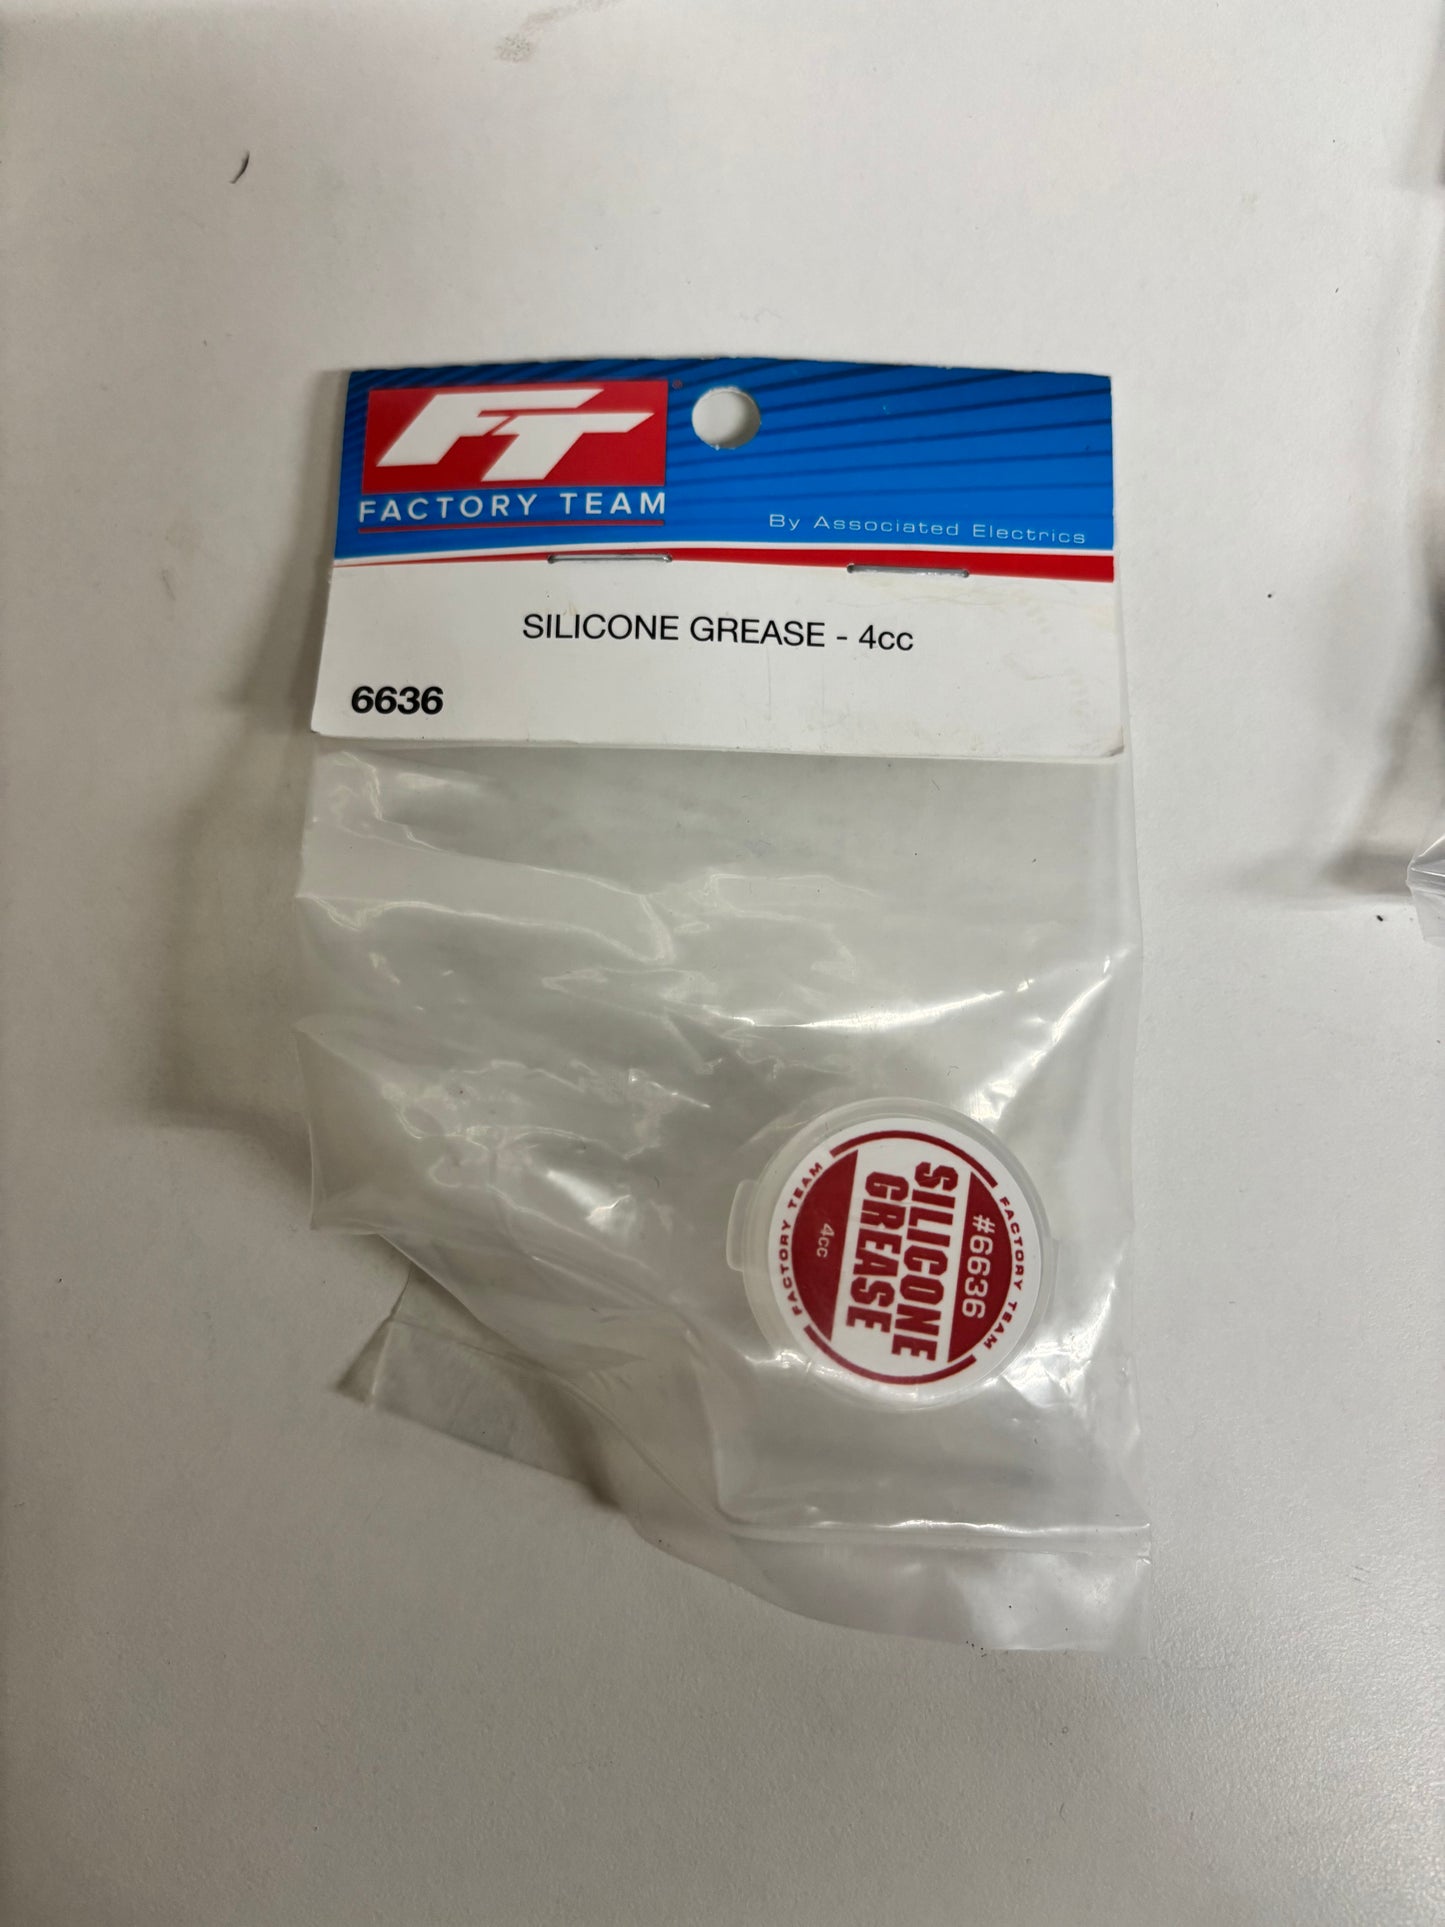 FT®
FACTORY TEAM
By Associated Electrics
SILICONE GREASE - 4cc
6636
FACTORY TEAM
#6636
SILICONE
GREASE
4cc
FACTORY TEAM